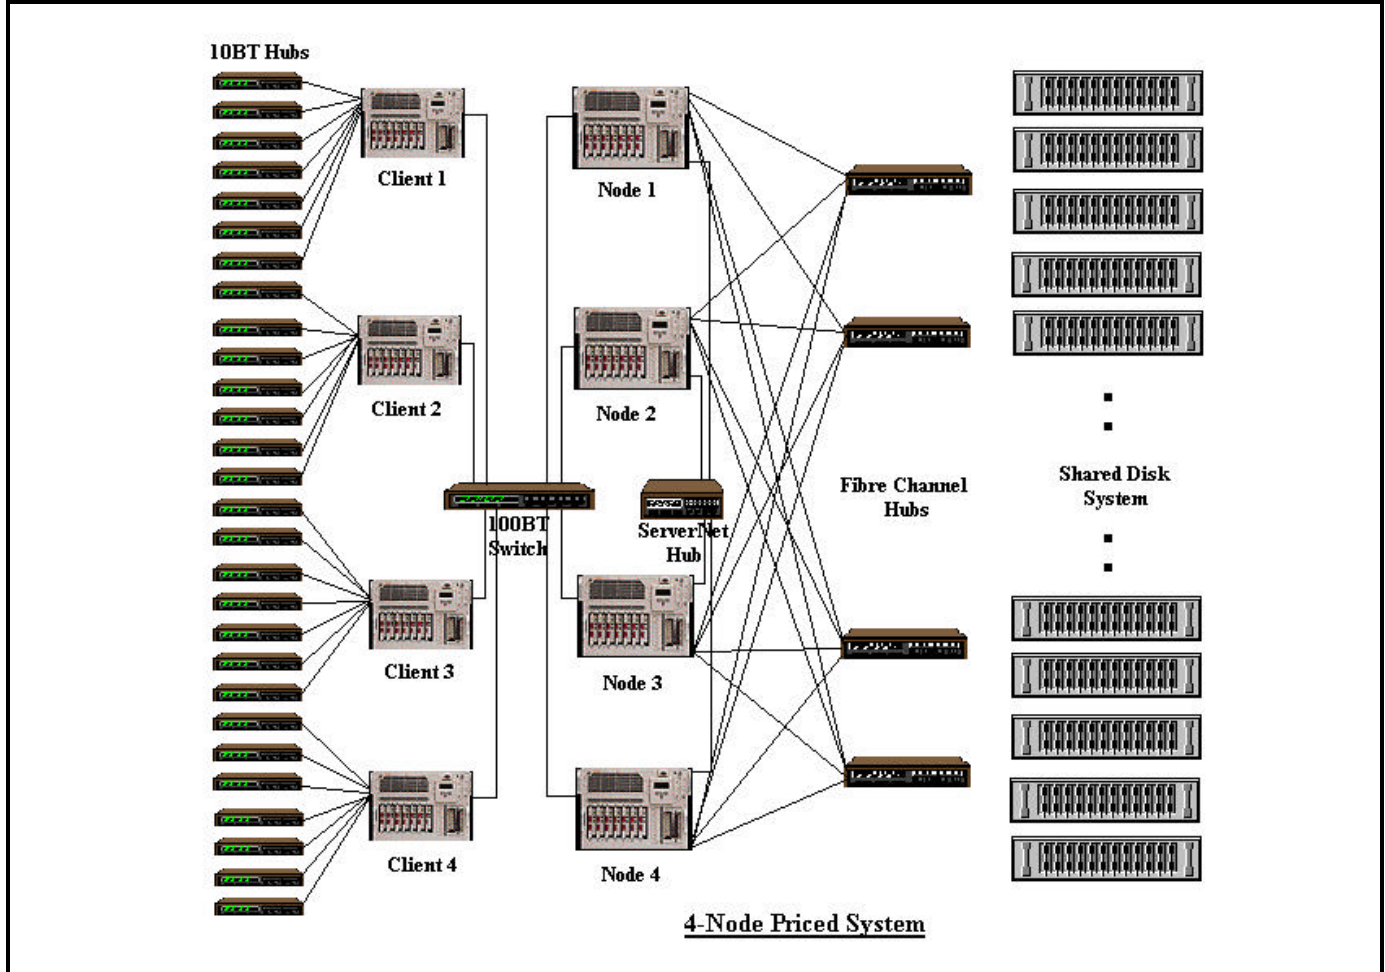 10BT Hubs
Client 1
Node 1
Client 2
Node 2
Fibre Channel
Hubs
Shared Disk
System
100BT
Switch
ServerNet
Hub
Client 3
Node 3
Client 4
Node 4
4-Node Priced System